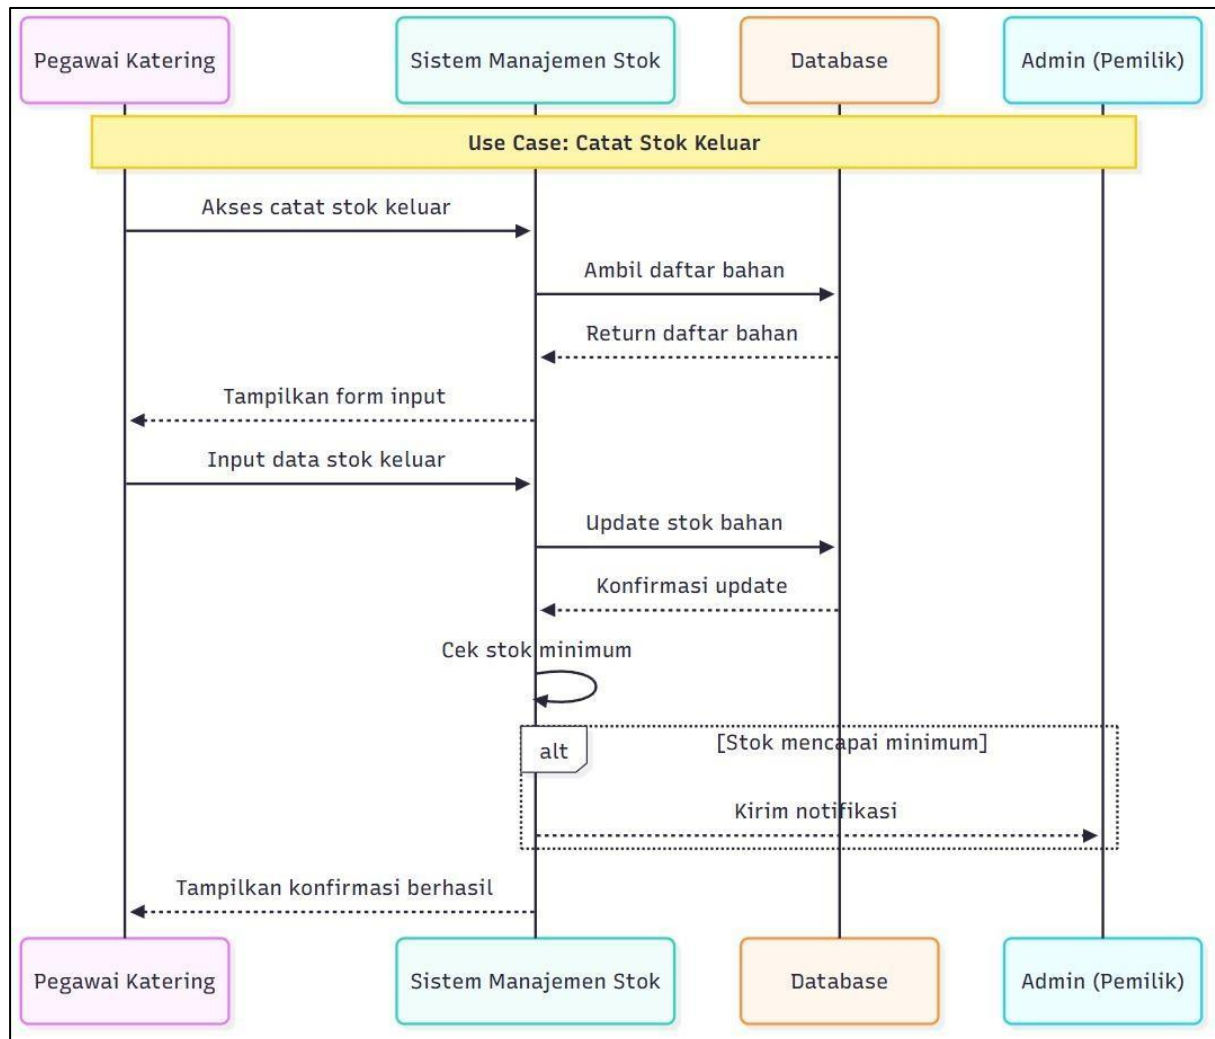 Pegawai Katering
Sistem Manajemen Stok
Database
Admin (Pemilik)
Use Case: Catat Stok Keluar
Akses catat stok keluar
Ambil daftar bahan
Return daftar bahan
Tampilkan form input
Input data stok keluar
Update stok bahan
Konfirmasi update
Cek stok minimum
alt
[Stok mencapai minimum]
Kirim notifikasi
Tampilkan konfirmasi berhasil
Pegawai Katering
Sistem Manajemen Stok
Database
Admin (Pemilik)